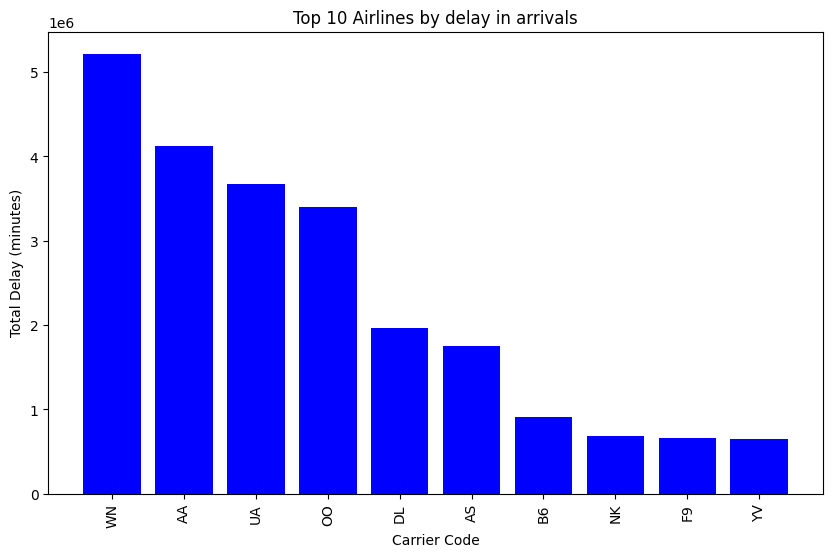 Top 10 Airlines by delay in arrivals
1e6
5
4
3
2
1
0
Total Delay (minutes)
WN
AA
UA
OO
DL
AS
B6
NK
F9
YV
Carrier Code